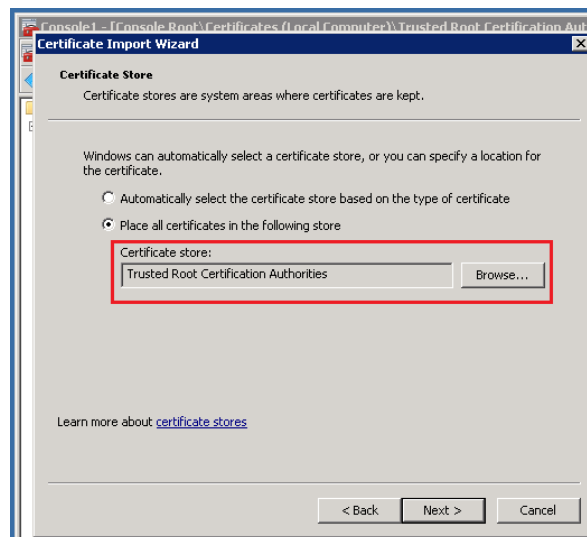 Console1 - [Console Root\Certificates (Local Computer)\Trusted Root Certification Aut
Certificate Import Wizard
Certificate Store
Certificate stores are system areas where certificates are kept.
Windows can automatically select a certificate store, or you can specify a location for
the certificate.
Automatically select the certificate store based on the type of certificate
Place all certificates in the following store
Certificate store:
Trusted Root Certification Authorities
Browse...
Learn more about certificate stores
< Back
Next >
Cancel